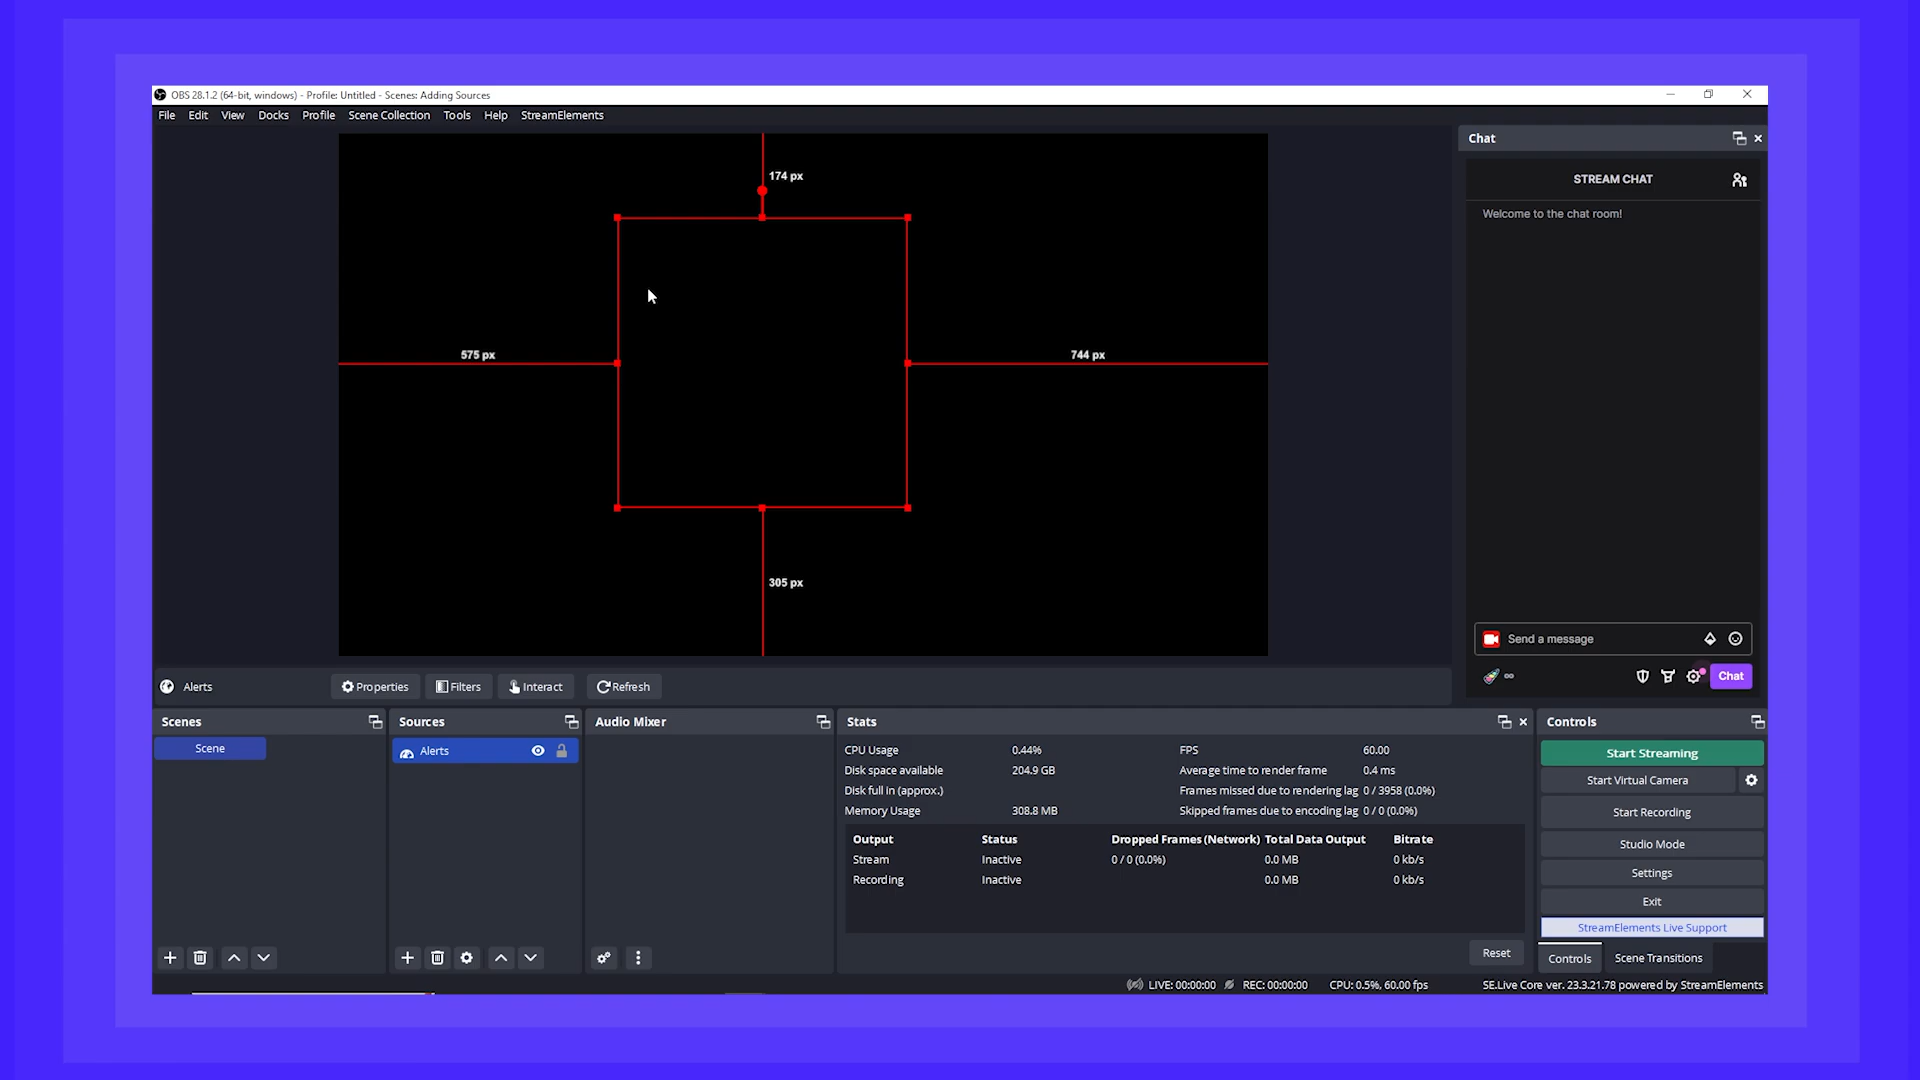 OBS 28.1.2 (64-bit, windows) - Profile: Untitled - Scenes: Adding Sources
File Edit View Docks Profile Scene Collection Tools Help StreamElements
Chat
STREAM CHAT
Welcome to the chat room!
174 px
575 px
744 px
305 px
Send a message
∞
Chat
Alerts
Properties
Filters
Interact
Refresh
Scenes
Scene
Sources
Alerts
Audio Mixer
Stats
CPU Usage 0.44% FPS 60.00
Disk space available 204.9 GB Average time to render frame 0.4 ms
Disk full in (approx.) Frames missed due to rendering lag 0 / 3958 (0.0%)
Memory Usage 308.8 MB Skipped frames due to encoding lag 0 / 0 (0.0%)
Output Status Dropped Frames (Network) Total Data Output Bitrate
Stream Inactive 0 / 0 (0.0%) 0.0 MB 0 kb/s
Recording Inactive 0.0 MB 0 kb/s
Reset
Controls
Start Streaming
Start Virtual Camera
Start Recording
Studio Mode
Settings
Exit
StreamElements Live Support
Controls Scene Transitions
LIVE: 00:00:00 REC: 00:00:00 CPU: 0.5%, 60.00 fps SE.Live Core ver. 23.3.21.78 powered by StreamElements